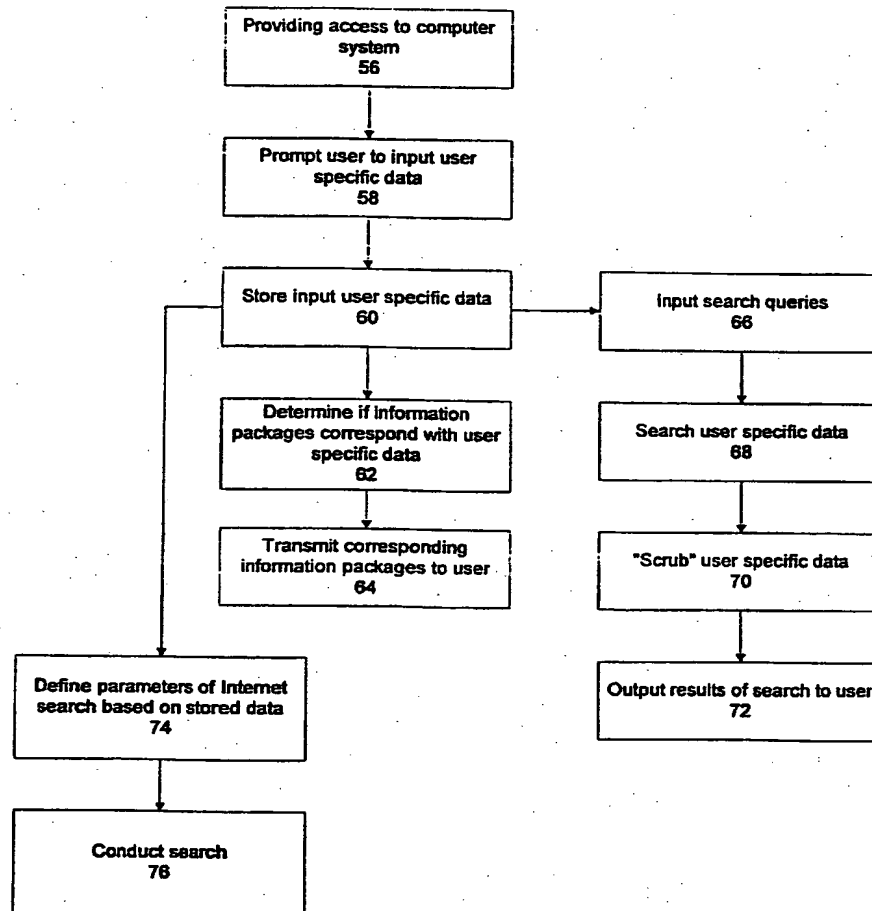 Providing access to computer
system
56
Prompt user to input user
specific data
58
Store input user specific data
60
Input search queries
66
Determine if information
packages correspond with user
specific data
62
Search user specific data
68
Transmit corresponding
information packages to user
64
"Scrub" user specific data
70
Define parameters of Internet
search based on stored data
74
Output results of search to user
72
Conduct search
76